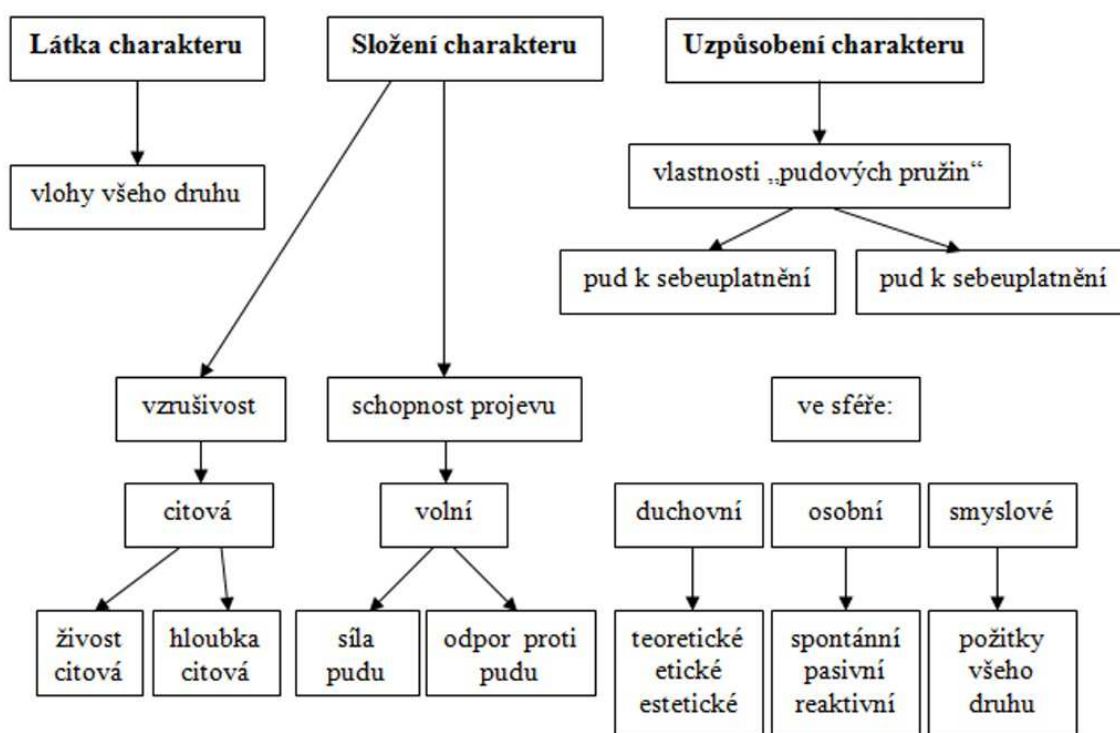 Látka charakteru
Složení charakteru
Uzpůsobení charakteru
vlohy všeho druhu
vlastnosti „pudových pružin“
pud k sebeuplatnění
pud k sebeuplatnění
vzrušivost
schopnost projevu
ve sféře:
citová
volní
duchovní
osobní
smyslové
živost
citová
hloubka
citová
síla
pudu
odpor proti
pudu
teoretické
etické
estetické
spontánní
pasivní
reaktivní
požitky
všeho
druhu